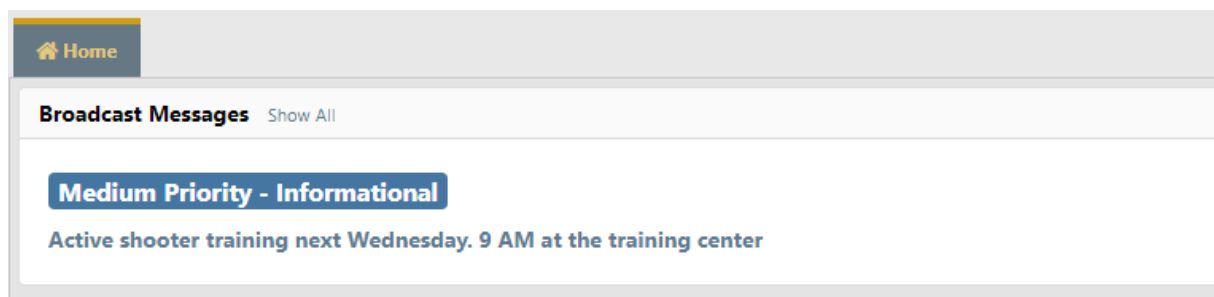 Home
Broadcast Messages Show All
Medium Priority - Informational
Active shooter training next Wednesday. 9 AM at the training center